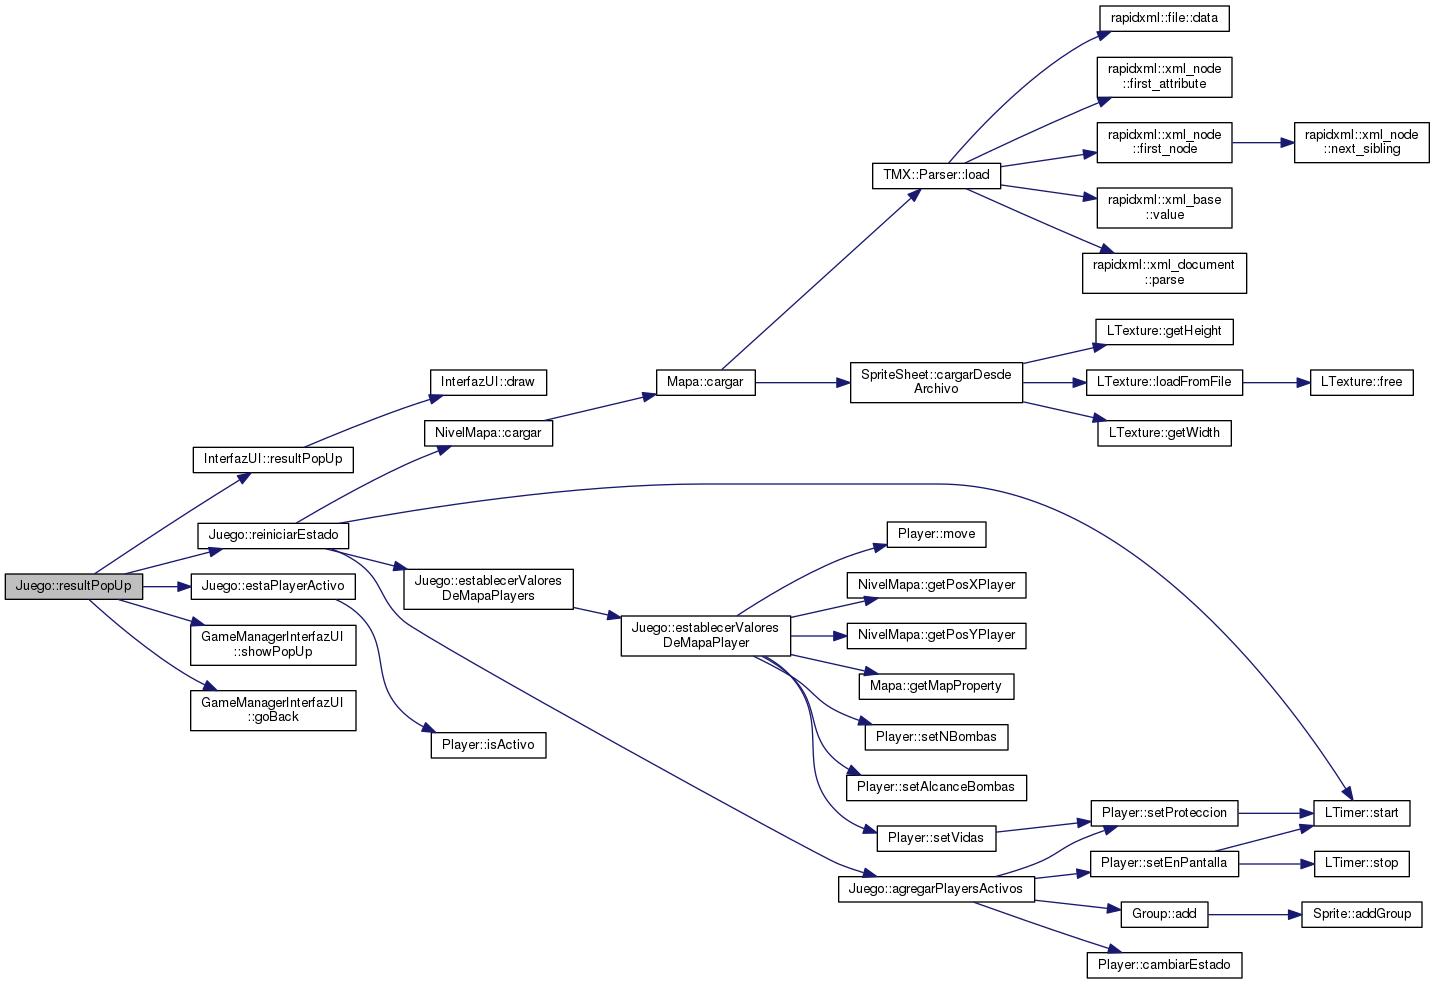 rapidxml::file::data
rapidxml::xml_node
::first_attribute
rapidxml::xml_node
::first_node
rapidxml::xml_node
::next_sibling
TMX::Parser::load
rapidxml::xml_base
::value
rapidxml::xml_document
::parse
LTexture::getHeight
InterfazUI::draw
Mapa::cargar
SpriteSheet::cargarDesde
Archivo
LTexture::loadFromFile
LTexture::free
NivelMapa::cargar
LTexture::getWidth
InterfazUI::resultPopUp
Juego::reiniciarEstado
Player::move
Juego::resultPopUp
Juego::estaPlayerActivo
Juego::establecerValores
DeMapaPlayers
NivelMapa::getPosXPlayer
GameManagerInterfazUI
::showPopUp
Juego::establecerValores
DeMapaPlayer
NivelMapa::getPosYPlayer
Mapa::getMapProperty
GameManagerInterfazUI
::goBack
Player::isActivo
Player::setNBombas
Player::setAlcanceBombas
Player::setVidas
Player::setProteccion
LTimer::start
Player::setEnPantalla
LTimer::stop
Juego::agregarPlayersActivos
Group::add
Sprite::addGroup
Player::cambiarEstado